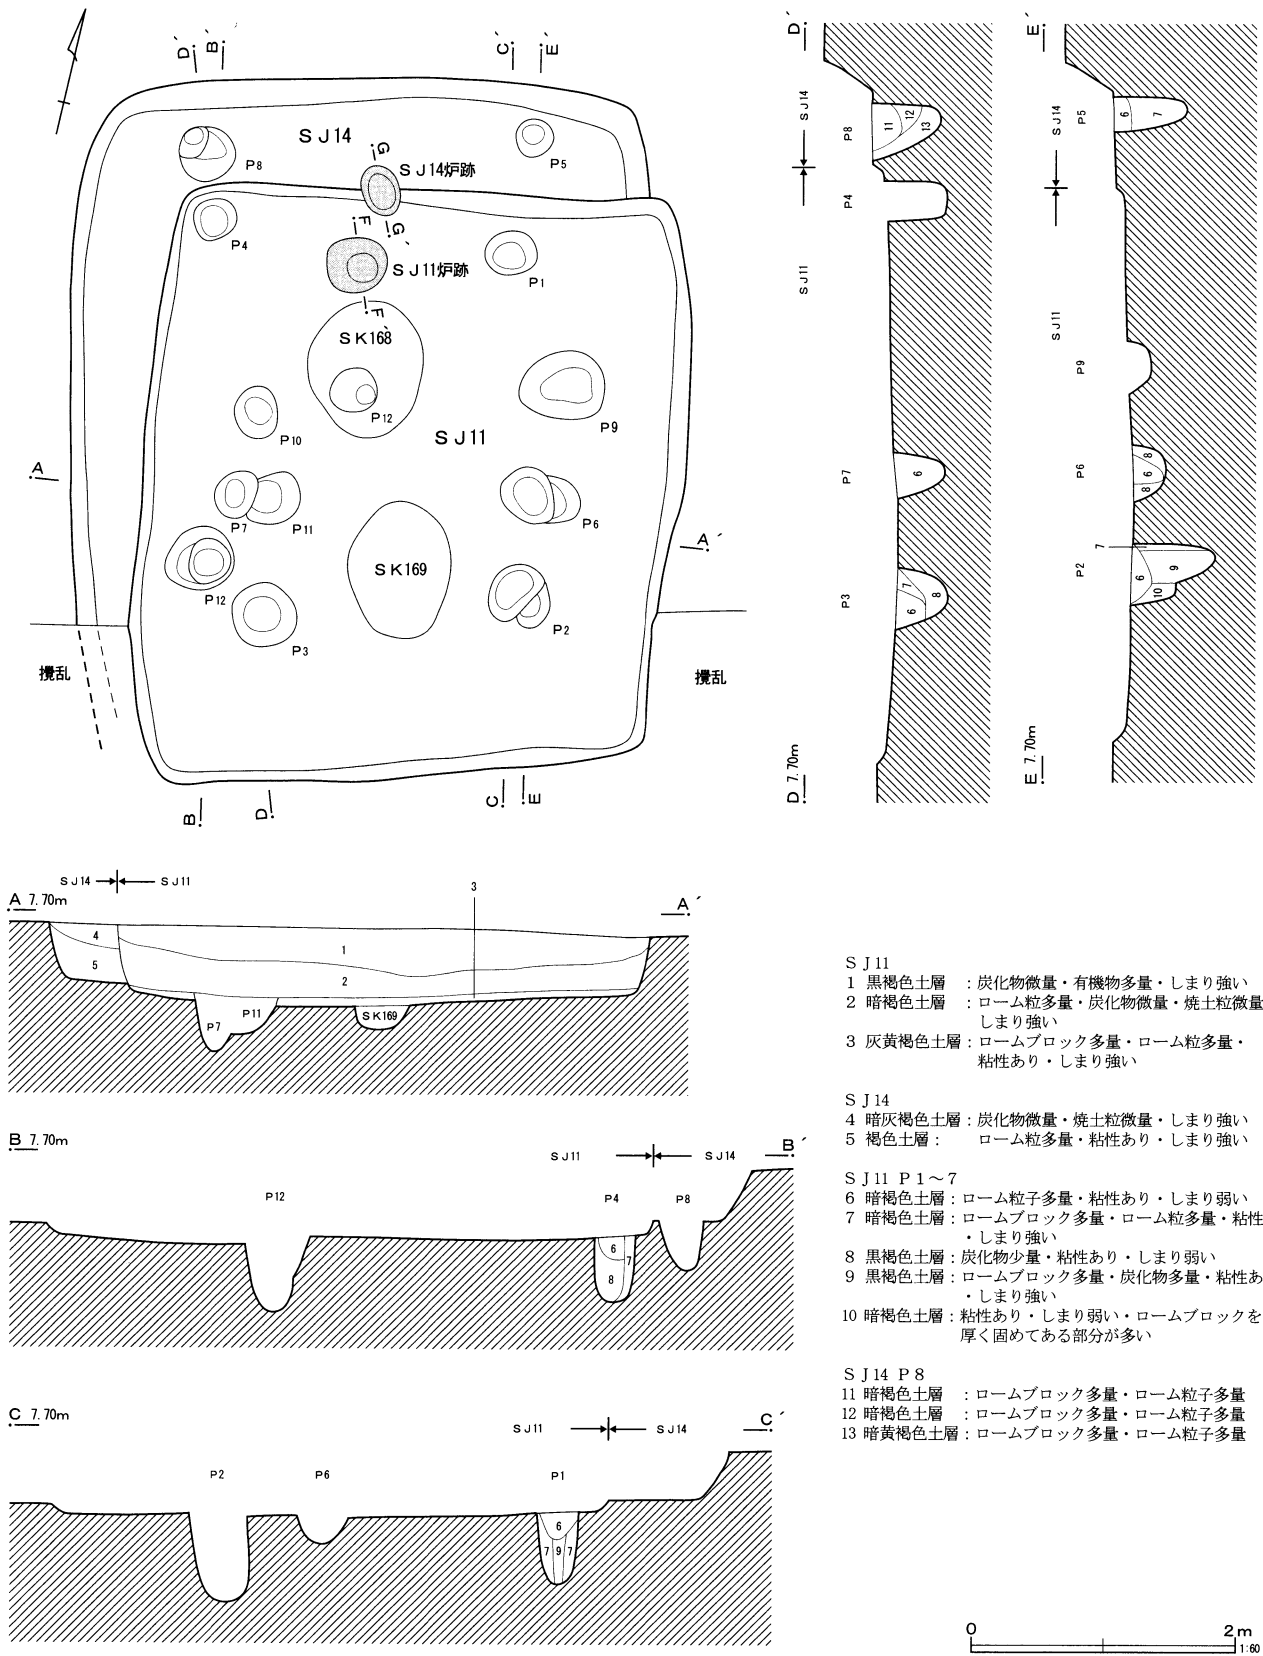 D´ B´ C´ E´
SJ14
P8
P5
G
SJ14炉跡
G´
F
P4
SJ11炉跡
P1
F´
SK168
P12
P10
SJ11
P9
A
P7
P11
P6
A´
SK169
P12
P3
P2
攪乱
攪乱
B D C E
D´
SJ14
P8
11 12 13
P4
SJ11
P7
6
P3
7
6 8
D 7.70m
E´
SJ14
P5
6 7
SJ11
P9
P6
8
6
8
7
P2
6 9
10
E 7.70m
SJ14 SJ11
3
A 7.70m A´
4
1
5
2
P7 P11 SK169
B 7.70m B´
SJ11 SJ14
P12 P4 P8
6
7
8
C 7.70m C´
SJ11 SJ14
P2 P6 P1
6
7 9 7
SJ11
1 黒褐色土層 :炭化物微量・有機物多量・しまり強い
2 暗褐色土層 :ローム粒多量・炭化物微量・焼土粒微量
しまり強い
3 灰黄褐色土層:ロームブロック多量・ローム粒多量・
粘性あり・しまり強い
SJ14
4 暗灰褐色土層:炭化物微量・焼土粒微量・しまり強い
5 褐色土層: ローム粒多量・粘性あり・しまり強い
SJ11 P1~7
6 暗褐色土層:ローム粒子多量・粘性あり・しまり弱い
7 暗褐色土層:ロームブロック多量・ローム粒多量・粘性
・しまり強い
8 黒褐色土層:炭化物少量・粘性あり・しまり弱い
9 黒褐色土層:ロームブロック多量・炭化物多量・粘性あ
・しまり強い
10 暗褐色土層:粘性あり・しまり弱い・ロームブロックを
厚く固めてある部分が多い
SJ14 P8
11 暗褐色土層 :ロームブロック多量・ローム粒子多量
12 暗褐色土層 :ロームブロック多量・ローム粒子多量
13 暗黄褐色土層:ロームブロック多量・ローム粒子多量
0 2m
1:60